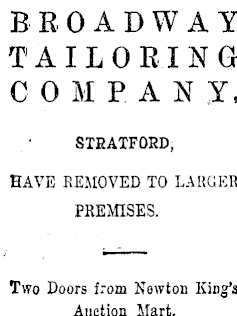 BROADWAY
TAILORING
COMPANY,
STRATFORD,
HAVE REMOVED TO LARGER
PREMISES.
Two Doors from Newton King's
Auction Mart.